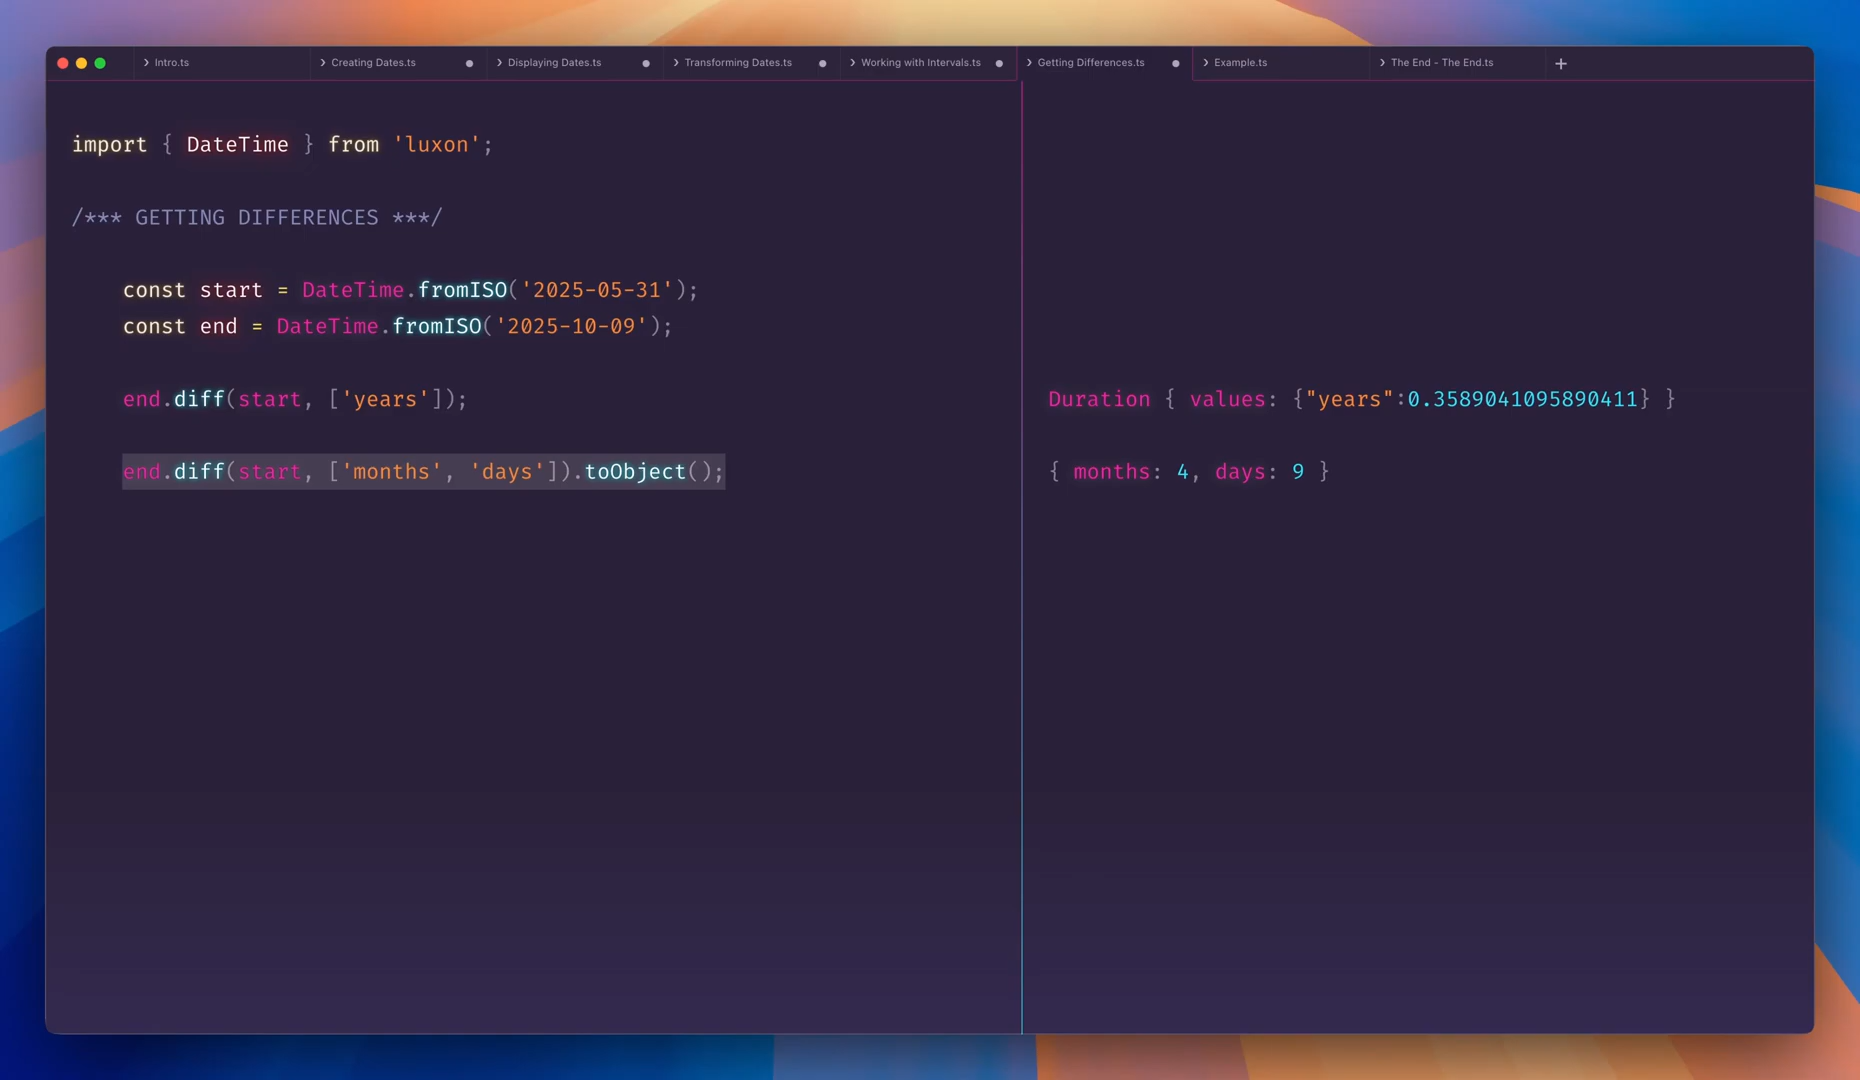 Intro.ts
Creating Dates.ts
Displaying Dates.ts
Transforming Dates.ts
Working with Intervals.ts
Getting Differences.ts
Example.ts
The End - The End.ts
import { DateTime } from 'luxon';
/*** GETTING DIFFERENCES ***/
const start = DateTime.fromISO('2025-05-31');
const end = DateTime.fromISO('2025-10-09');
end.diff(start, ['years']);
Duration { values: {"years":0.3589041095890411} }
end.diff(start, ['months', 'days']).toObject();
{ months: 4, days: 9 }